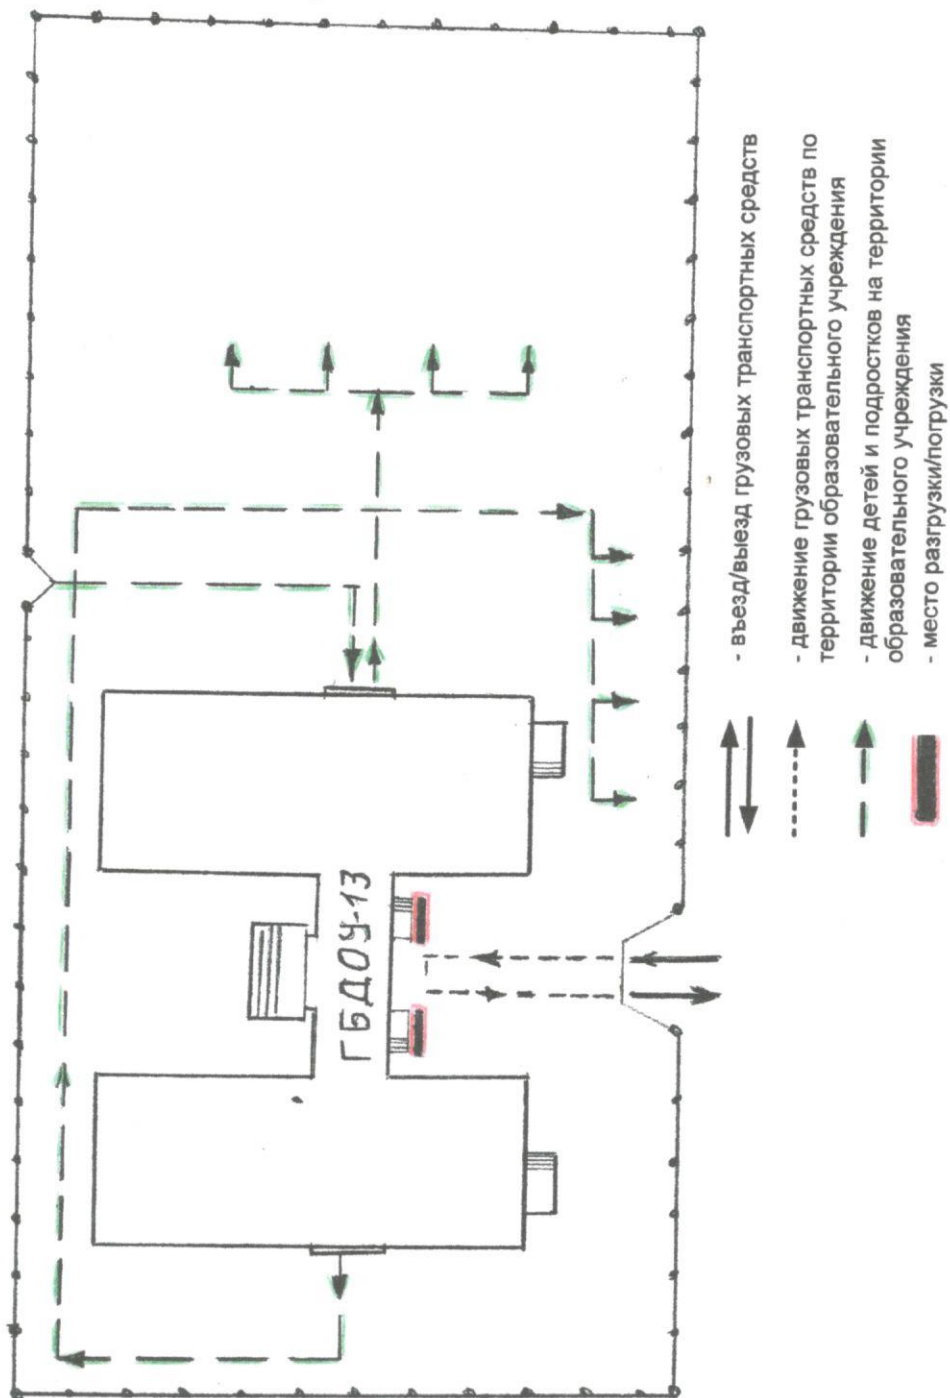 ГБДОУ-13
- въезд/выезд грузовых транспортных средств
- движение грузовых транспортных средств по
территории образовательного учреждения
- движение детей и подростков на территории
образовательного учреждения
- место разгрузки/погрузки